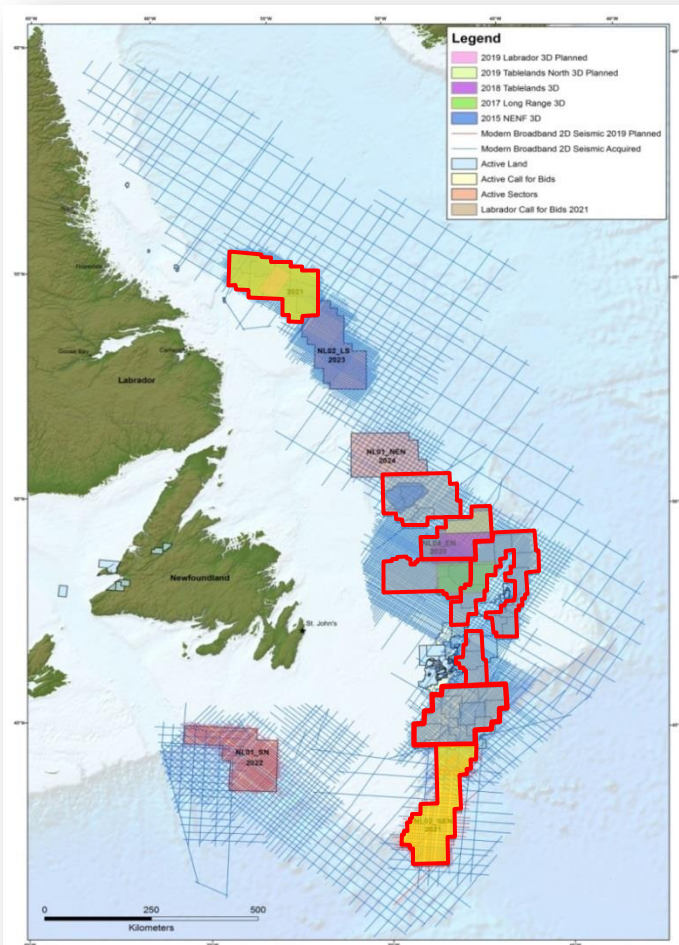 Legend
2019 Labrador 3D Planned
2019 Tablelands North 3D Planned
2018 Tablelands 3D
2017 Long Range 3D
2015 NENF 3D
Modern Broadband 2D Seismic 2019 Planned
Modern Broadband 2D Seismic Acquired
Active Land
Active Call for Bids
Active Sectors
Labrador Call for Bids 2021
2021
NL02_LS
2023
Goose Bay
Labrador
NL01_NEN
2024
Newfoundland
St. John's
NL01_SN
2022
2021
0 250 500
Kilometers